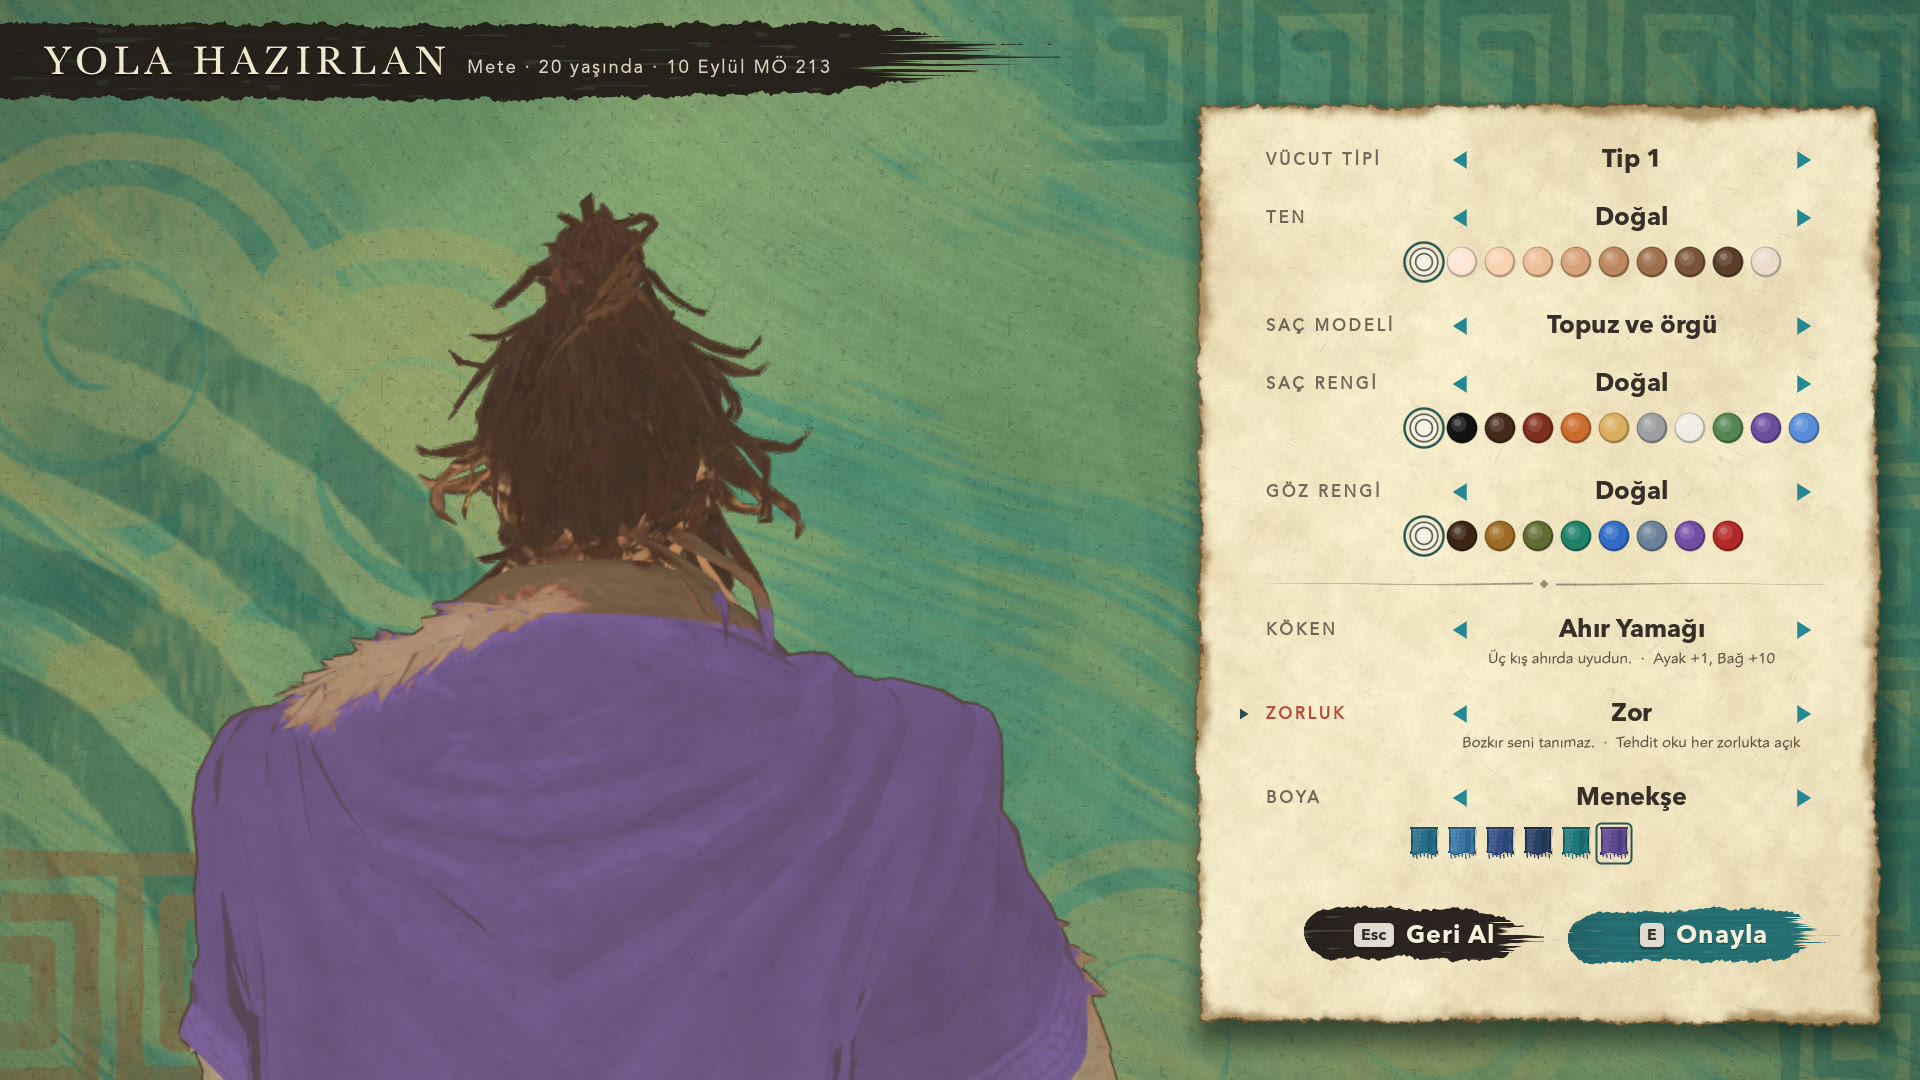 YOLA HAZIRLAN
Mete · 20 yaşında · 10 Eylül MÖ 213
VÜCUT TİPİ
Tip 1
TEN
Doğal
SAÇ MODELİ
Topuz ve örgü
SAÇ RENGİ
Doğal
GÖZ RENGİ
Doğal
KÖKEN
Ahır Yamağı
Üç kış ahırda uyudun. · Ayak +1, Bağ +10
ZORLUK
Zor
Bozkır seni tanımaz. · Tehdit oku her zorlukta açık
BOYA
Menekşe
Esc Geri Al
E Onayla